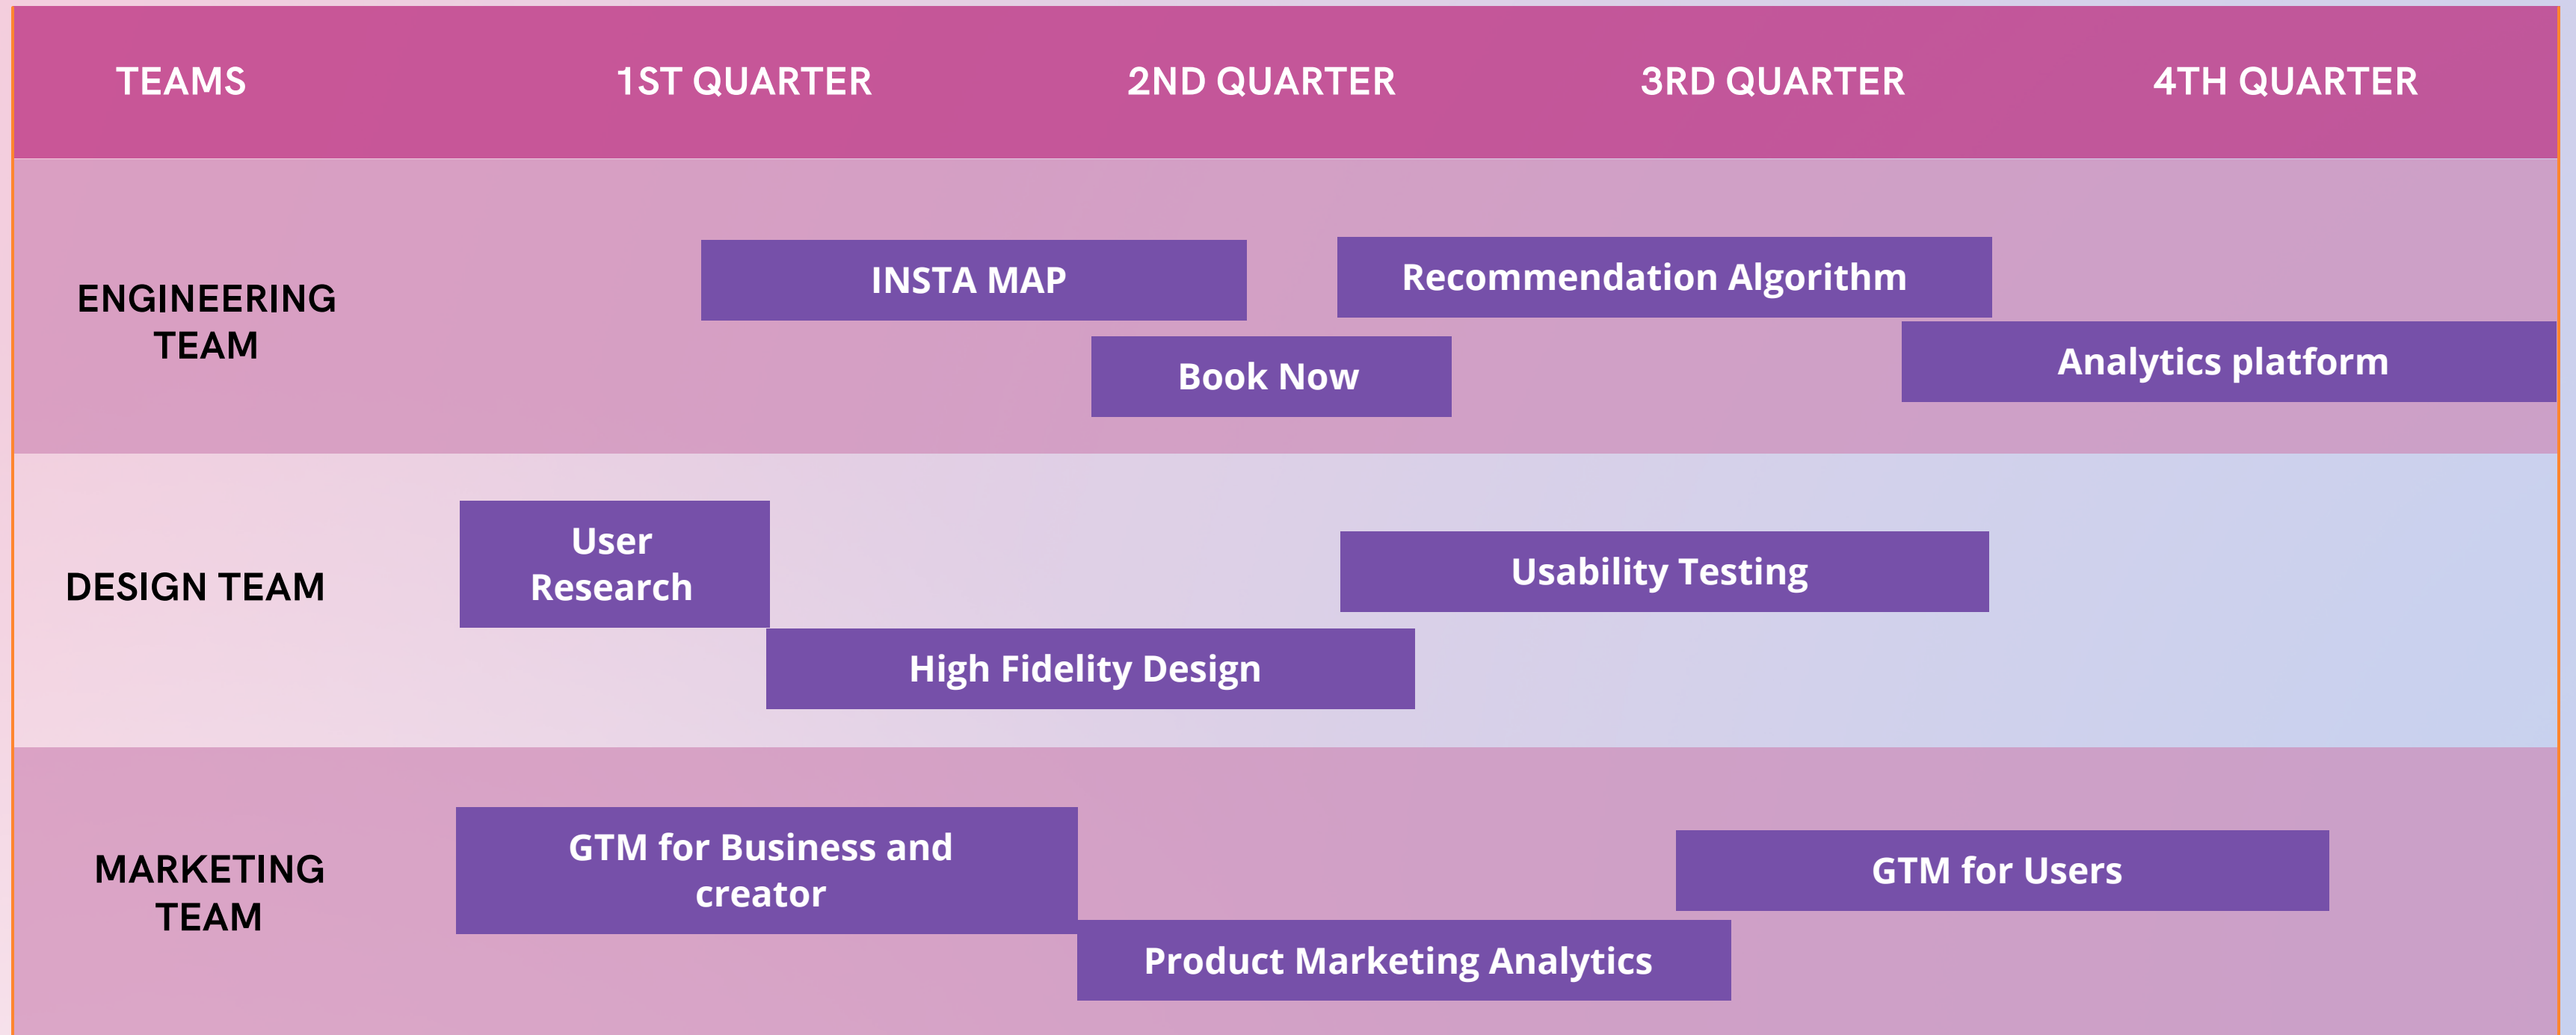 TEAMS
1ST QUARTER
2ND QUARTER
3RD QUARTER
4TH QUARTER
ENGINEERING
TEAM
INSTA MAP
Recommendation Algorithm
Book Now
Analytics platform
DESIGN TEAM
User
Research
Usability Testing
High Fidelity Design
MARKETING
TEAM
GTM for Business and
creator
GTM for Users
Product Marketing Analytics